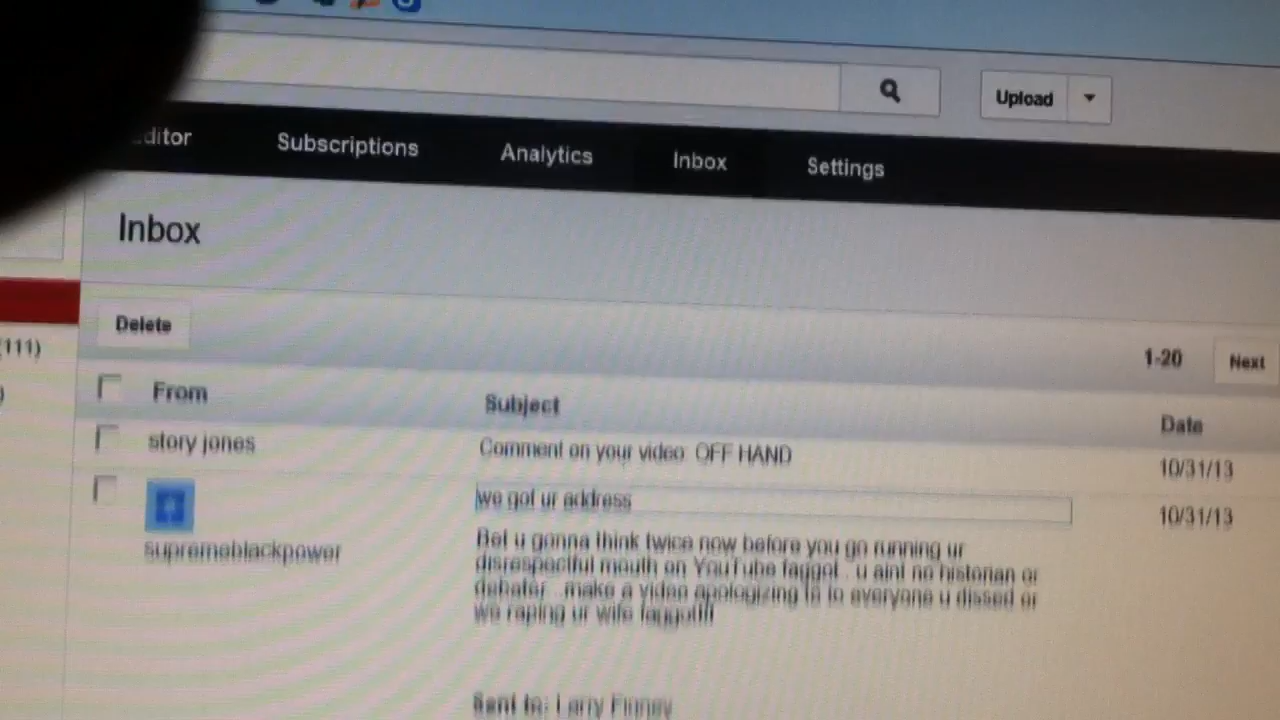 Upload
ditor Subscriptions Analytics Inbox Settings
Inbox
Delete
(111)
1-20 Next
From Subject Date
story jones Comment on your video: OFF HAND 10/31/13
we got ur address 10/31/13
supremeblackpower
Bet u gonna think twice now before you go running ur
disrespectful mouth on YouTube faggot . u aint no historian or
debater ..make a video apologizing to everyone u dissed or
we raping ur wife faggot!!!
Sent to: Larry Finney